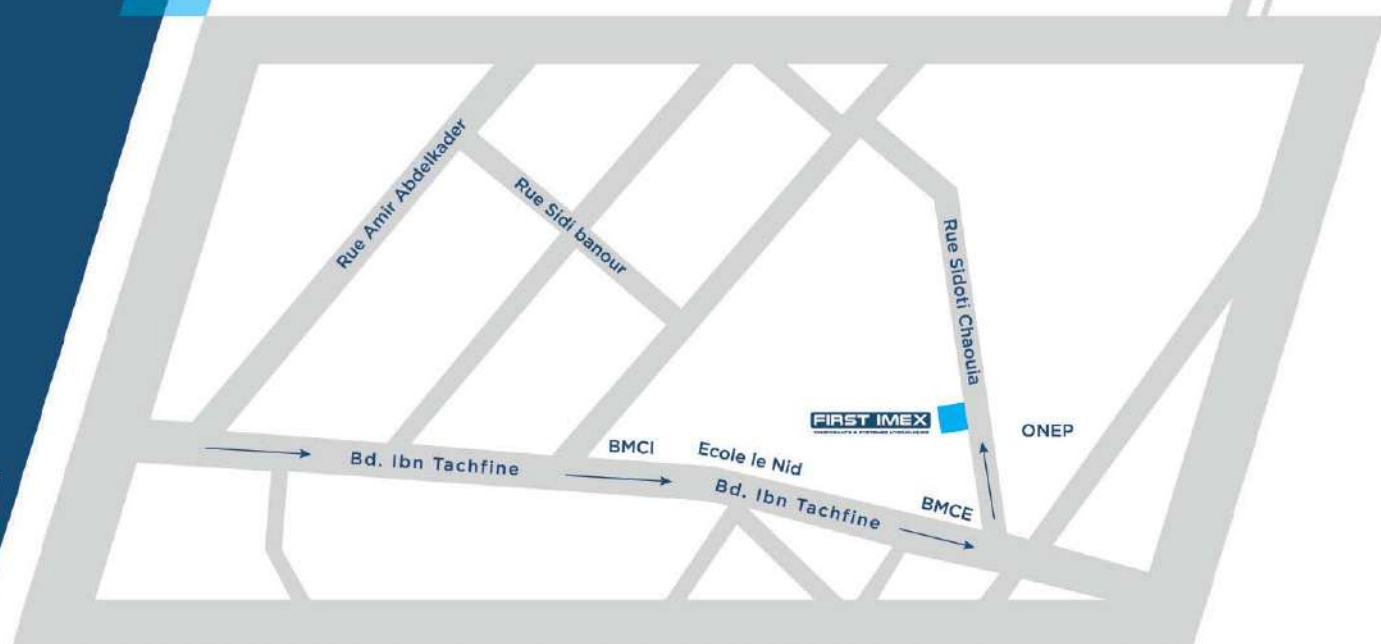 Rue Amir Abdelkader
Rue Sidi banour
Rue Sidoti Chaouia
FIRST IMEX
ONEP
BMCI
Ecole le Nid
Bd. Ibn Tachfine
Bd. Ibn Tachfine
BMCE